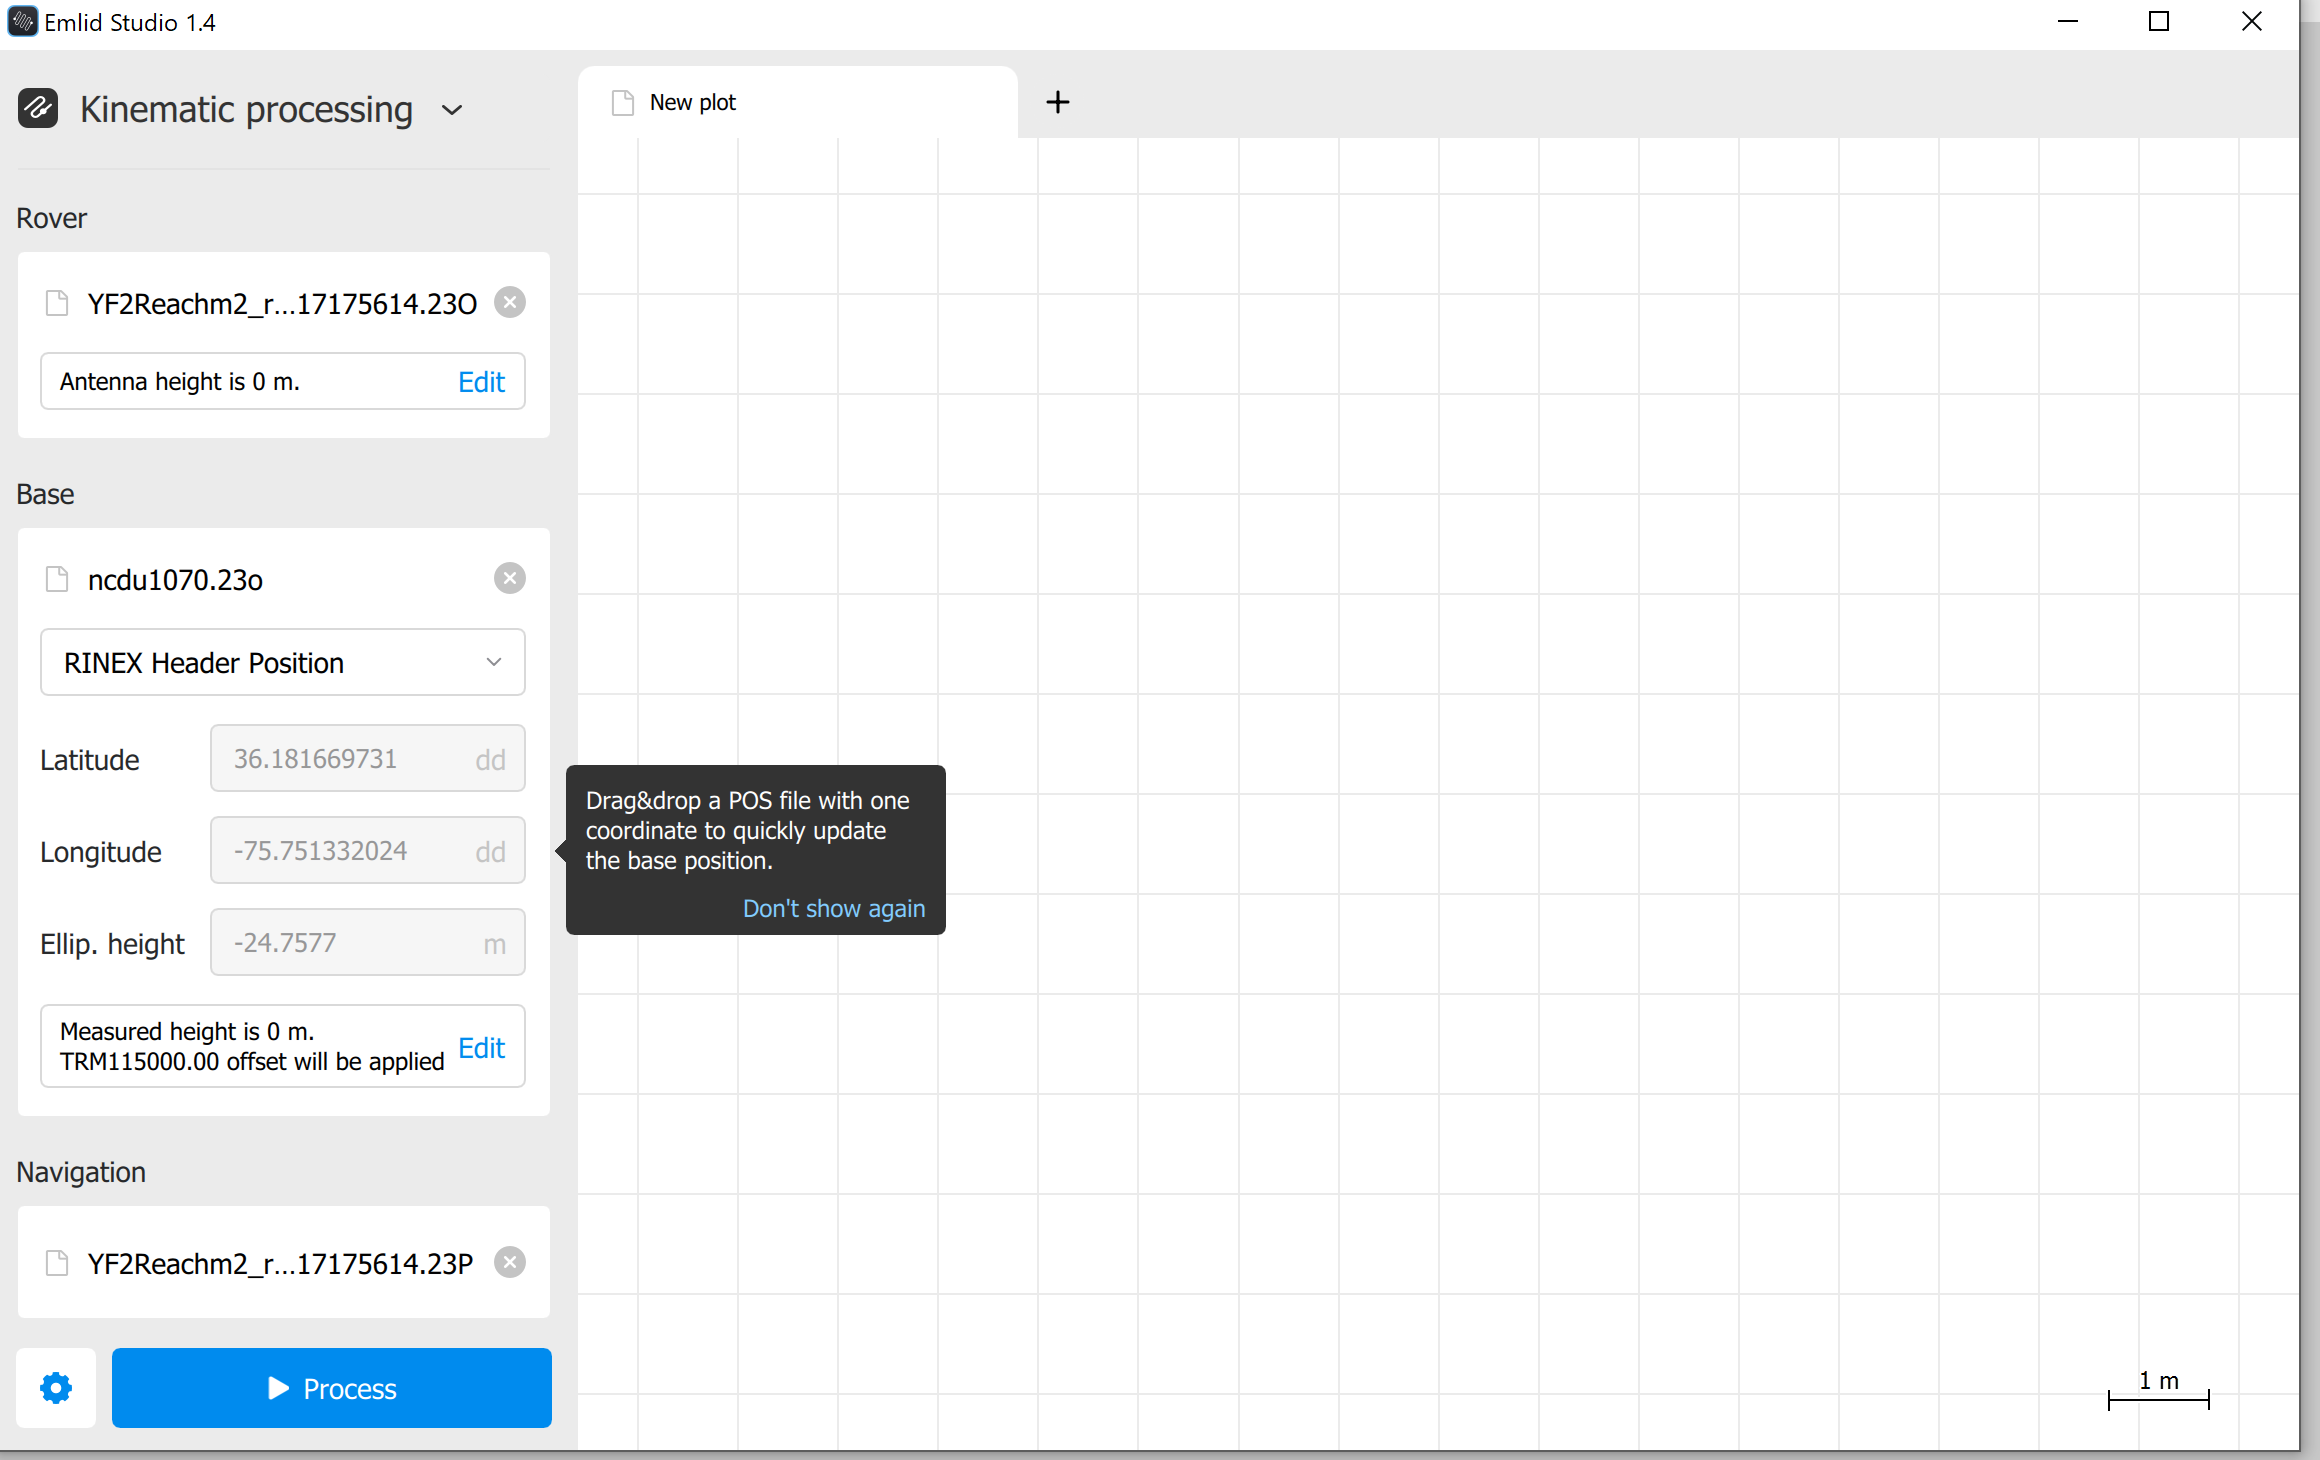 Emlid Studio 1.4
Kinematic processing
New plot
Rover
YF2Reachm2_r...17175614.23O
Antenna height is 0 m.
Edit
Base
ncdu1070.23o
RINEX Header Position
Latitude
36.181669731
dd
Longitude
-75.751332024
dd
Ellip. height
-24.7577
m
Drag&drop a POS file with one
coordinate to quickly update
the base position.
Don't show again
Measured height is 0 m.
TRM115000.00 offset will be applied
Edit
Navigation
YF2Reachm2_r...17175614.23P
Process
1 m